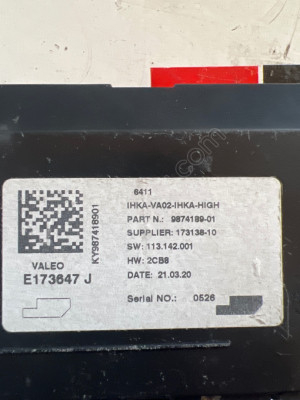 6411
IHKA-VA02-IHKA-HIGH
PART N.: 9874189-01
SUPPLIER: 173138-10
SW: 113.142.001
HW: 2CB8
DATE: 21.03.20
Serial NO.: 0526
KY987418901
VALEO
E173647 J